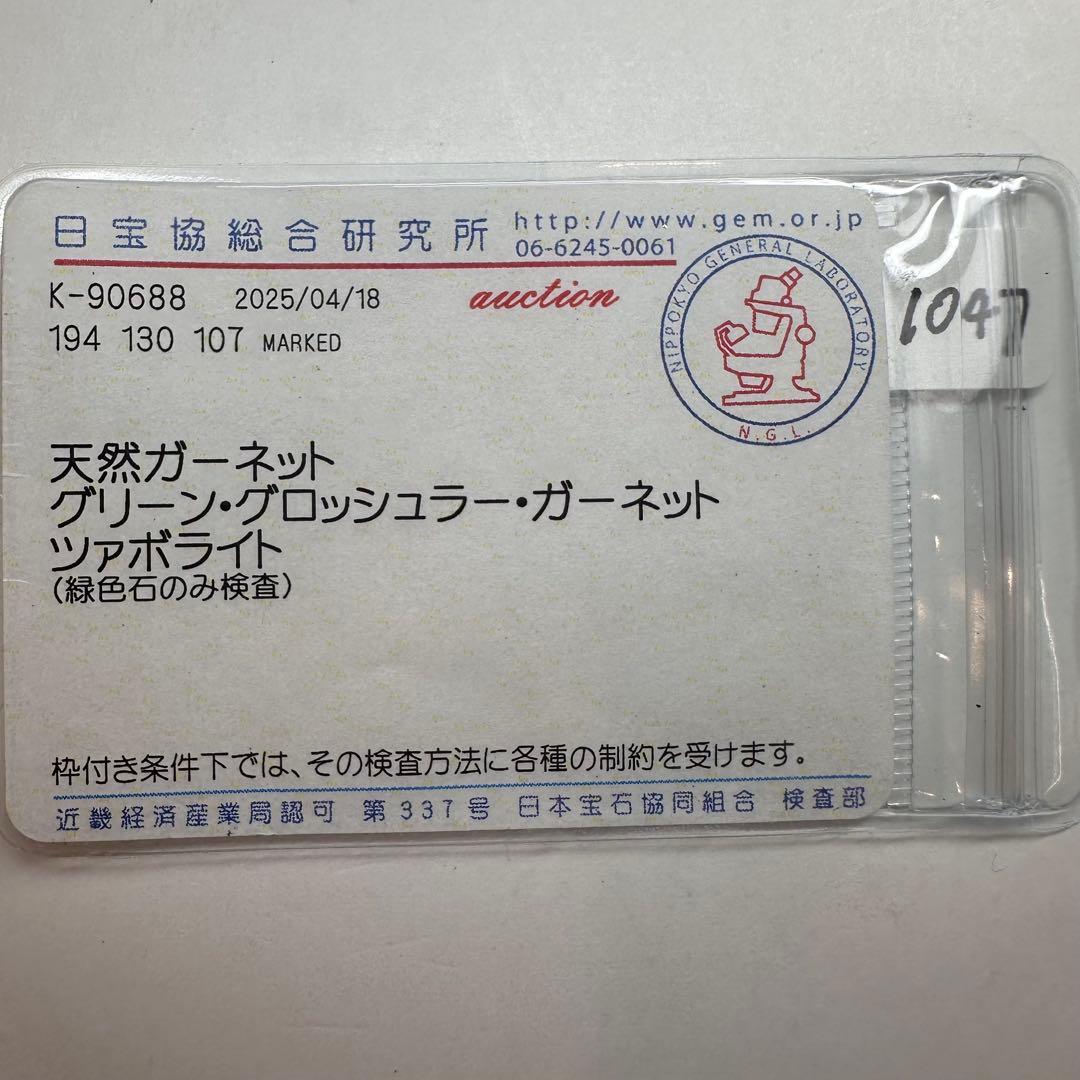 日宝協総合研究所 http://www.gem.or.jp
06-6245-0061
K-90688 2025/04/18 auction
194 130 107 MARKED
NIPPOKYO GENERAL LABORATORY
N.G.L.
1047
天然ガーネット
グリーン・グロッシュラー・ガーネット
ツァボライト
(緑色石のみ検査)
枠付き条件下では、その検査方法に各種の制約を受けます。
近畿経済産業局認可 第337号 日本宝石協同組合 検査部